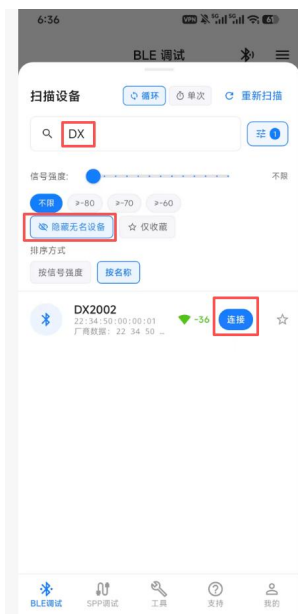 6:36
VPN 5G 5G 60
BLE 调试
扫描设备
循环
单次
重新扫描
DX
1
信号强度:
不限
不限
≥-80
≥-70
≥-60
隐藏无名设备
仅收藏
排序方式
按信号强度
按名称
DX2002
22:34:50:00:00:01
厂商数据: 22 34 50 …
-36
连接
BLE调试
SPP调试
工具
支持
我的